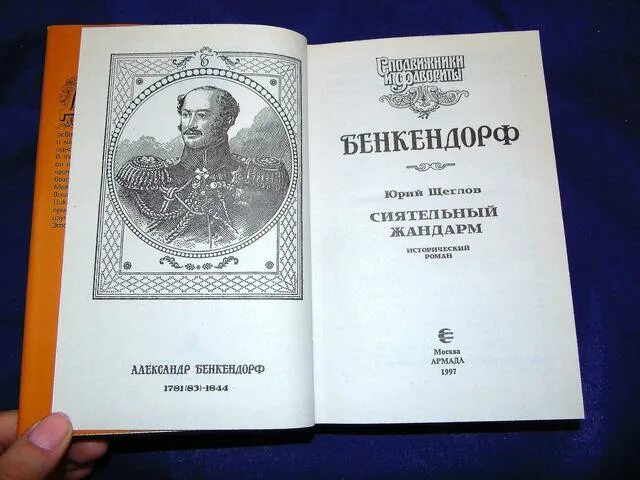 АЛЕКСАНДР БЕНКЕНДОРФ
1781(83)-1844
СПОДВИЖНИКИ
И ФАВОРИТЫ
БЕНКЕНДОРФ
ЮРИЙ ЩЕГЛОВ
СИЯТЕЛЬНЫЙ
ЖАНДАРМ
ИСТОРИЧЕСКИЙ
РОМАН
Москва
АРМАДА
1997